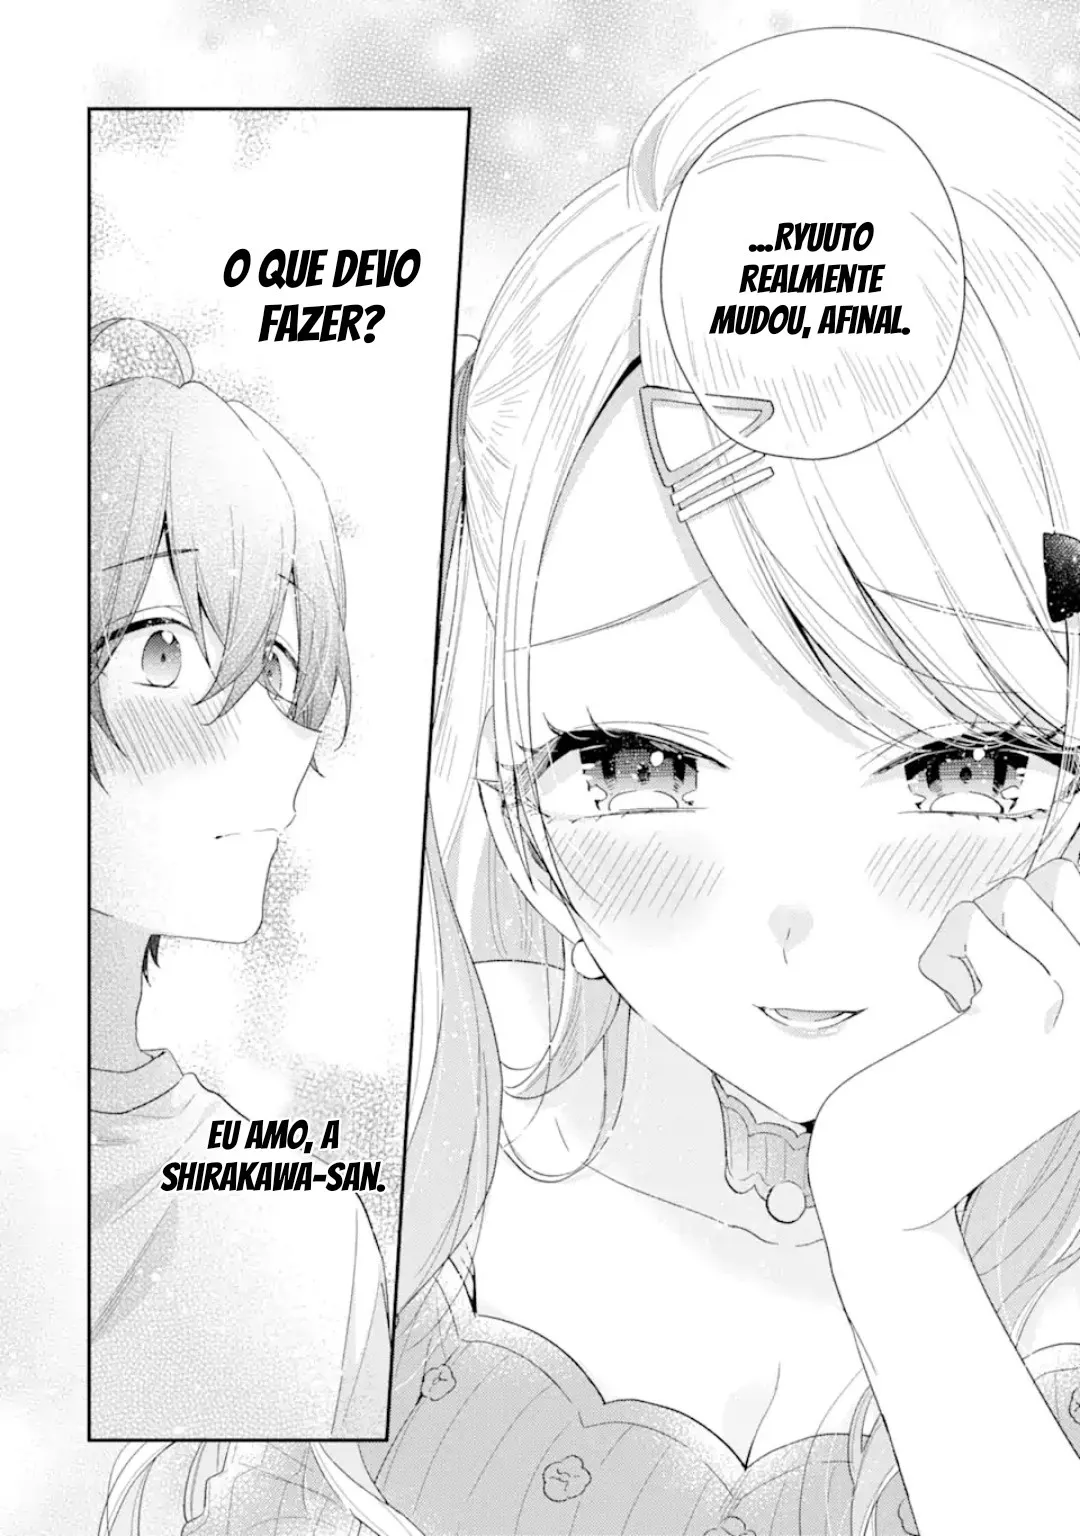 ...RYUUTO
REALMENTE
MUDOU, AFINAL.
O QUE DEVO
FAZER?
EU AMO, A
SHIRAKAWA-SAN.